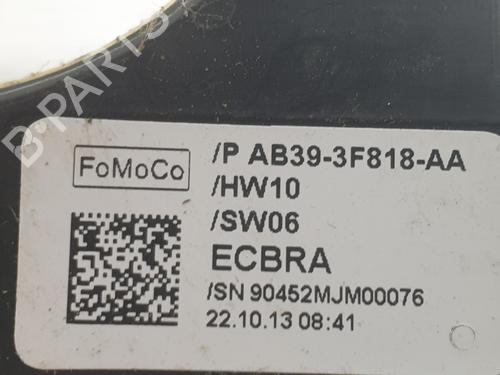 B-PARTS
FoMoCo
/P AB39-3F818-AA
/HW10
/SW06
ECBRA
/SN 90452MJM00076
22.10.13 08:41